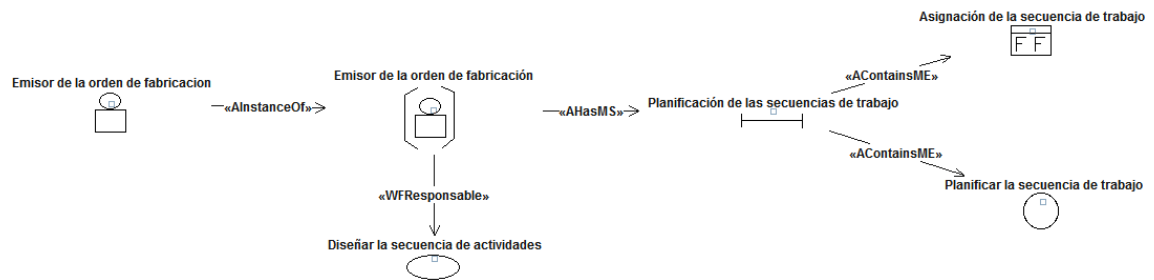 Asignación de la secuencia de trabajo
F F
Emisor de la orden de fabricacion
Emisor de la orden de fabricación
«AContainsME»
«AInstanceOf»
«AHasMS»
Planificación de las secuencias de trabajo
«AContainsME»
«WFResponsable»
Planificar la secuencia de trabajo
Diseñar la secuencia de actividades